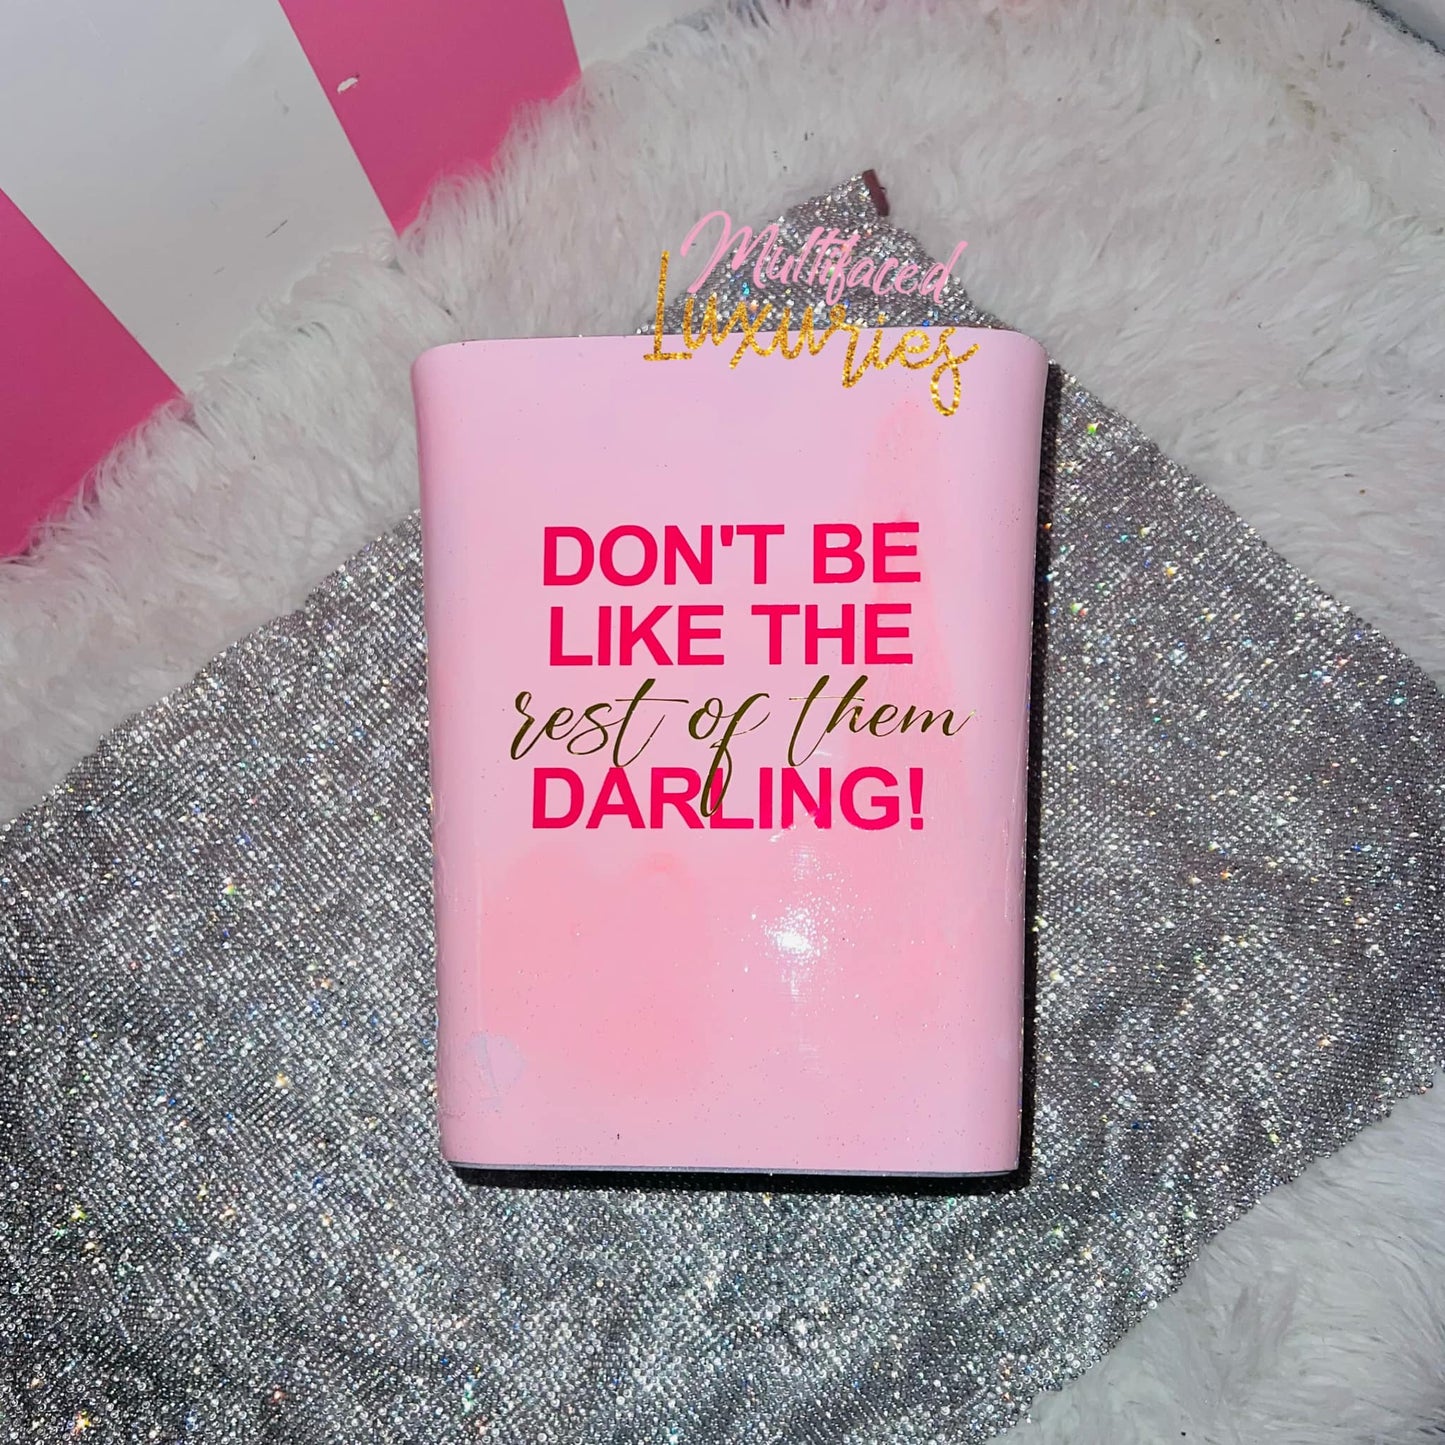 Multifaced
Luxuries
DON'T BE
LIKE THE
rest of them
DARLING!